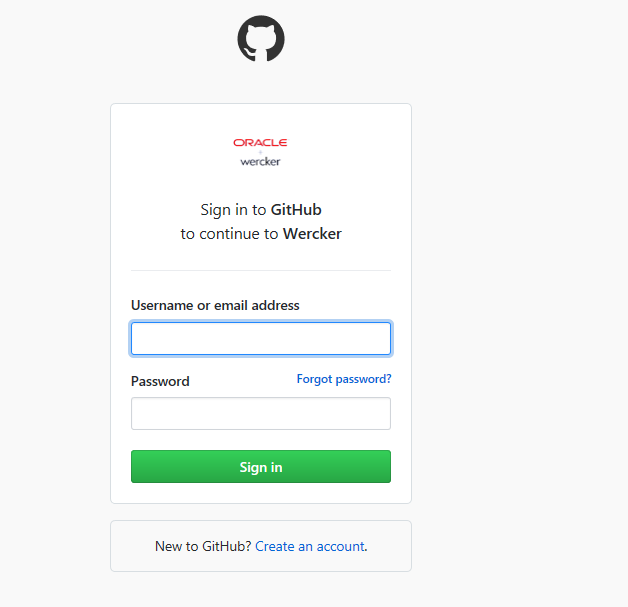 ORACLE
+
wercker
Sign in to GitHub
to continue to Wercker
Username or email address
Password Forgot password?
Sign in
New to GitHub? Create an account.